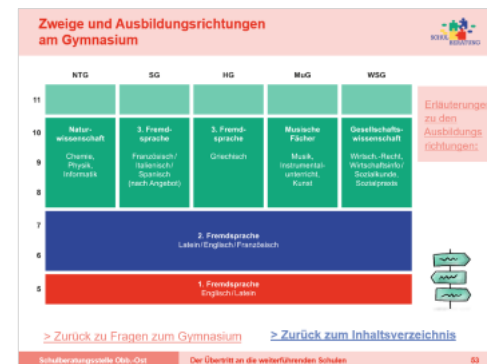 Zweige und Ausbildungsrichtungen
am Gymnasium
SCHUL
BERATUNG
NTG SG HG MuG WSG
11
10
9
8
7
6
5
Natur-
wissenschaft
Chemie,
Physik,
Informatik
3. Fremd-
sprache
Französisch/
Italienisch/
Spanisch
(nach Angebot)
3. Fremd-
sprache
Griechisch
Musische
Fächer
Musik,
Instrumental-
unterricht,
Kunst
Gesellschafts-
wissenschaft
Wirtsch.-Recht,
Wirtschaftsinfo/
Sozialkunde,
Sozialpraxis
2. Fremdsprache
Latein/Englisch/Französisch
1. Fremdsprache
Englisch/Latein
Erläuterungen
zu den
Ausbildungs
richtungen:
> Zurück zu Fragen zum Gymnasium
> Zurück zum Inhaltsverzeichnis
Schulberatungsstelle Obb.-Ost
Der Übertritt an die weiterführenden Schulen
53